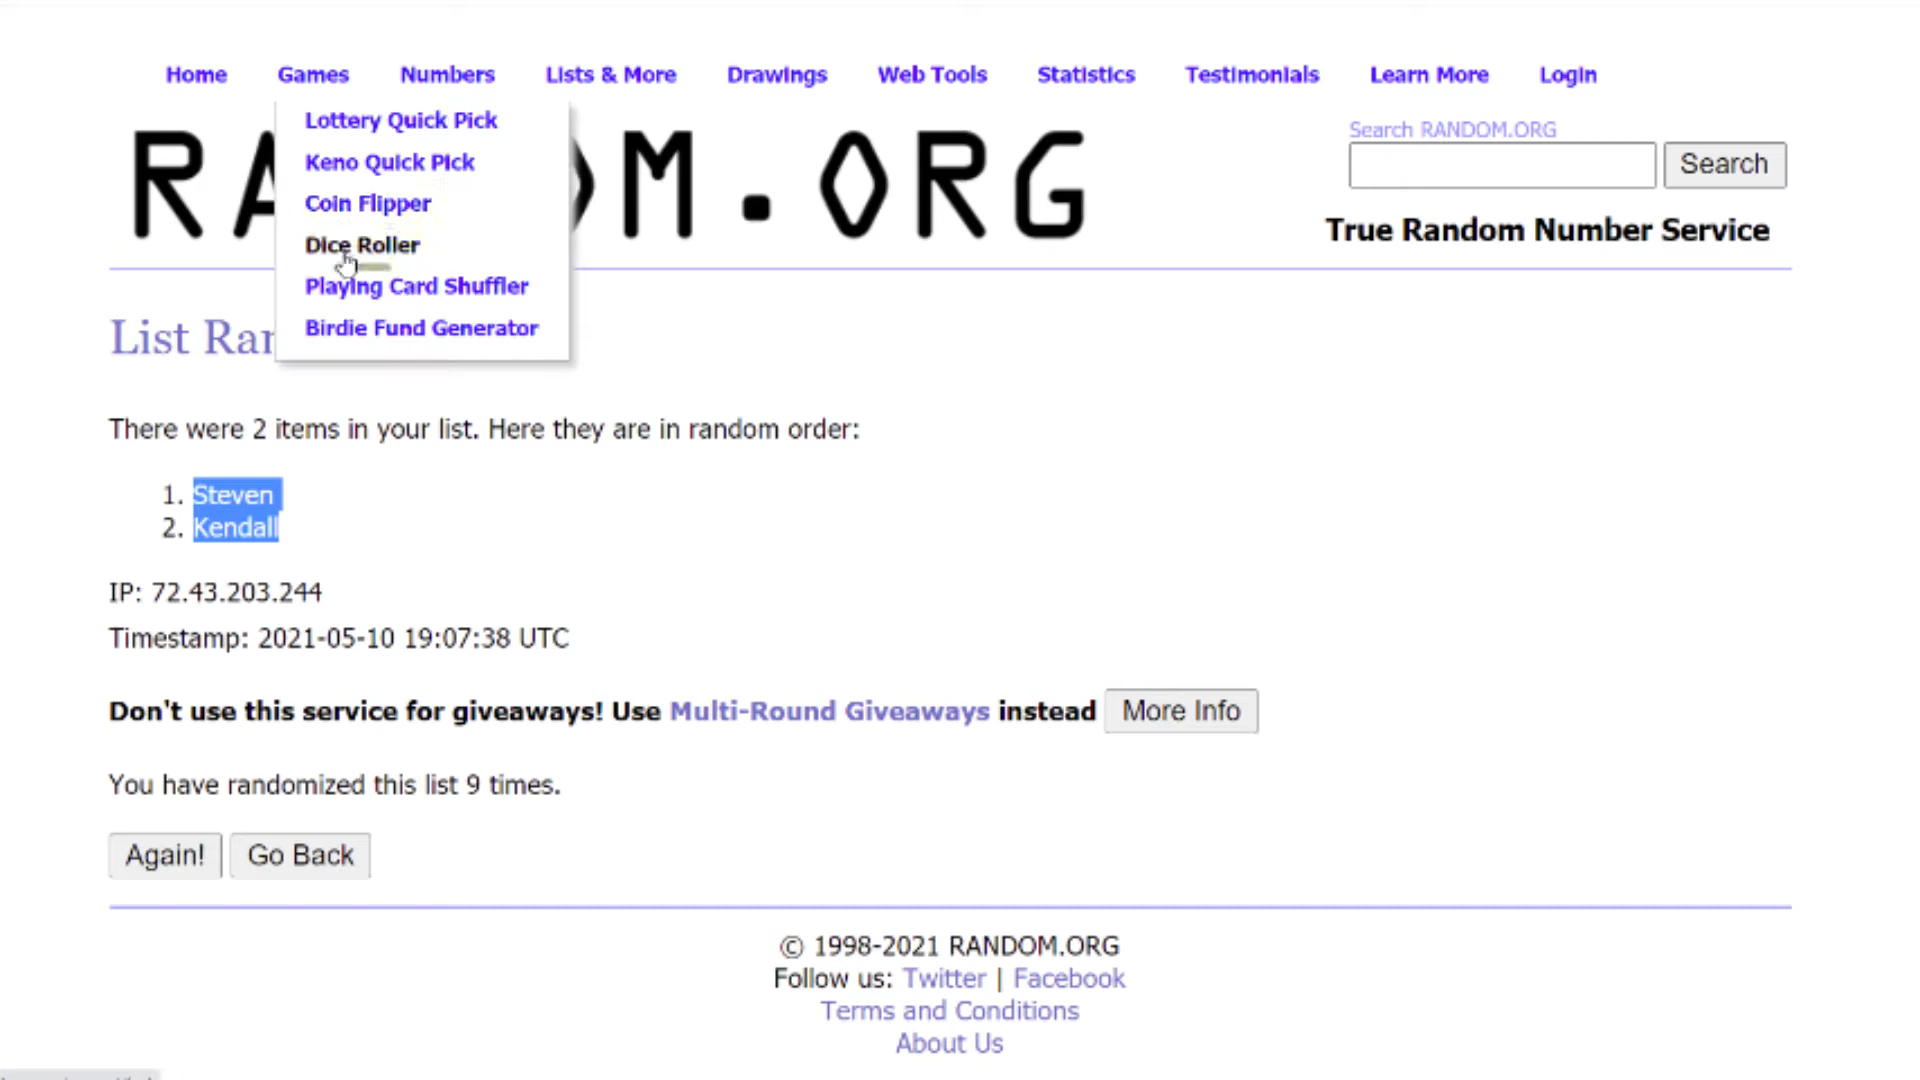 Home Games Numbers Lists & More Drawings Web Tools Statistics Testimonials Learn More Login
Lottery Quick Pick
Keno Quick Pick
Coin Flipper
Dice Roller
Playing Card Shuffler
Birdie Fund Generator
RA M.ORG
Search RANDOM.ORG
Search
True Random Number Service
List Ran
There were 2 items in your list. Here they are in random order:
1. Steven
2. Kendall
IP: 72.43.203.244
Timestamp: 2021-05-10 19:07:38 UTC
Don't use this service for giveaways! Use Multi-Round Giveaways instead More Info
You have randomized this list 9 times.
Again! Go Back
© 1998-2021 RANDOM.ORG
Follow us: Twitter | Facebook
Terms and Conditions
About Us